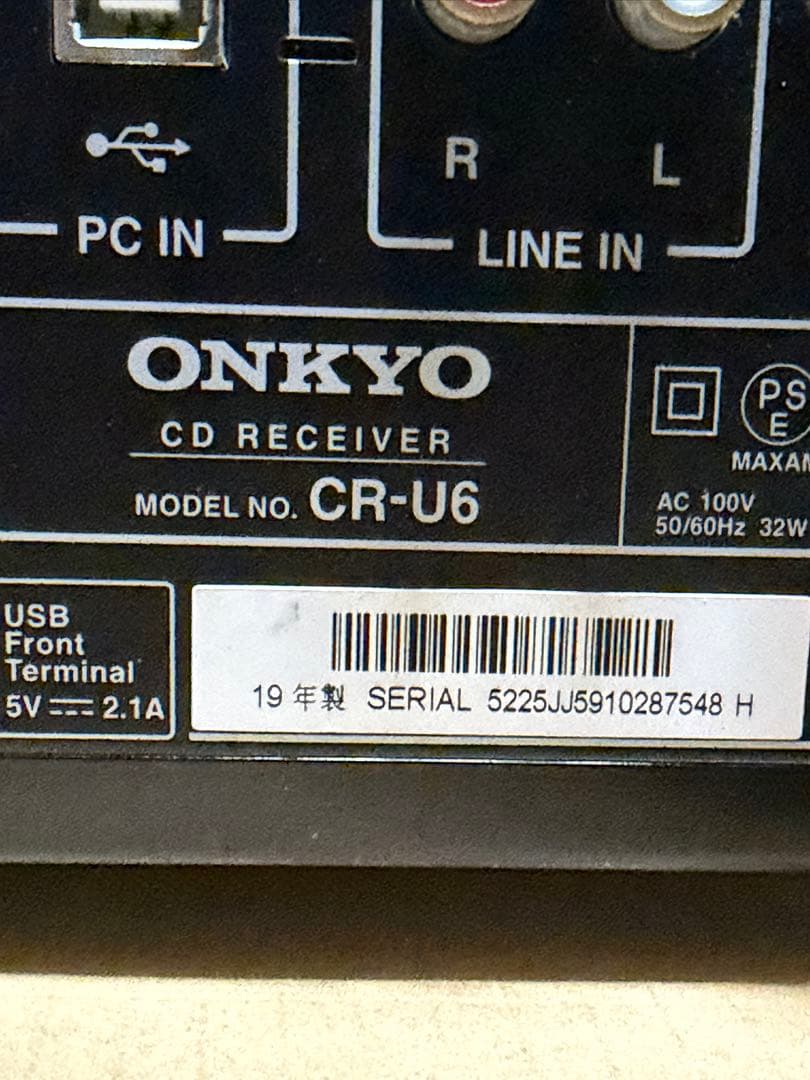 R L
PC IN
LINE IN
ONKYO
CD RECEIVER
MODEL NO. CR-U6
PS
E
MAXAM
AC 100V
50/60Hz 32W
USB
Front
Terminal
5V 2.1A
19 年製 SERIAL 5225JJ5910287548 H